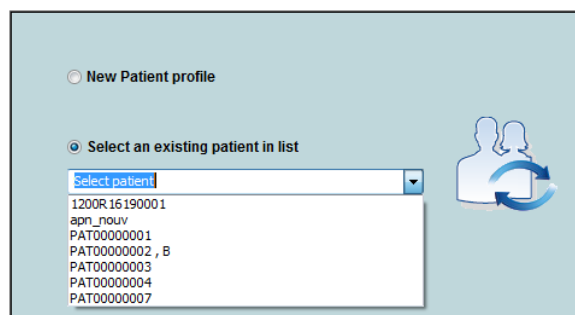 New Patient profile
Select an existing patient in list
Select patient
1200R16190001
apn_nouv
PAT00000001
PAT00000002 , B
PAT00000003
PAT00000004
PAT00000007